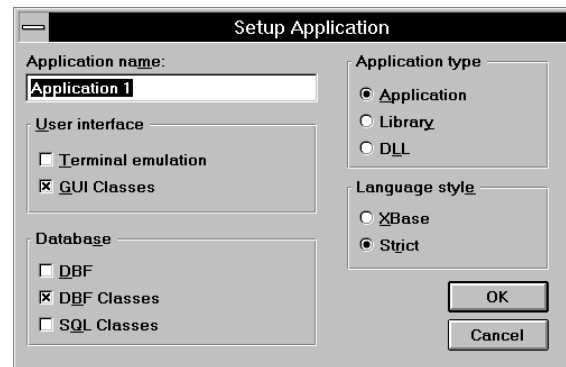 Setup Application
Application name:
Application 1
User interface
Terminal emulation
GUI Classes
Database
DBF
DBF Classes
SQL Classes
Application type
Application
Library
DLL
Language style
XBase
Strict
OK
Cancel